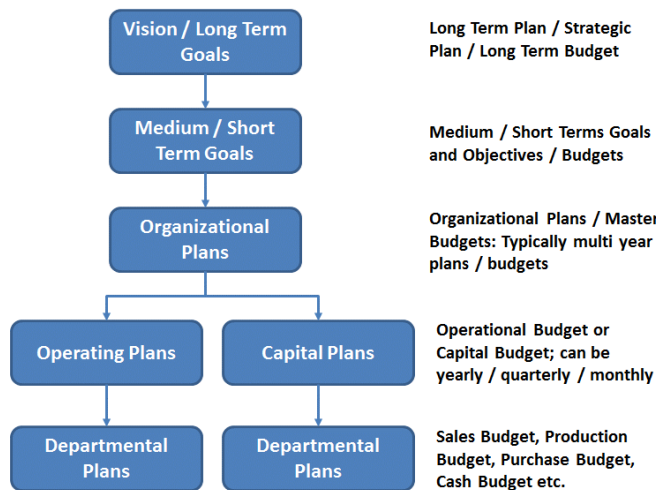 Vision / Long Term
Goals
Long Term Plan / Strategic
Plan / Long Term Budget
Medium / Short
Term Goals
Medium / Short Terms Goals
and Objectives / Budgets
Organizational
Plans
Organizational Plans / Master
Budgets: Typically multi year
plans / budgets
Operating Plans
Capital Plans
Operational Budget or
Capital Budget; can be
yearly / quarterly / monthly
Departmental
Plans
Departmental
Plans
Sales Budget, Production
Budget, Purchase Budget,
Cash Budget etc.